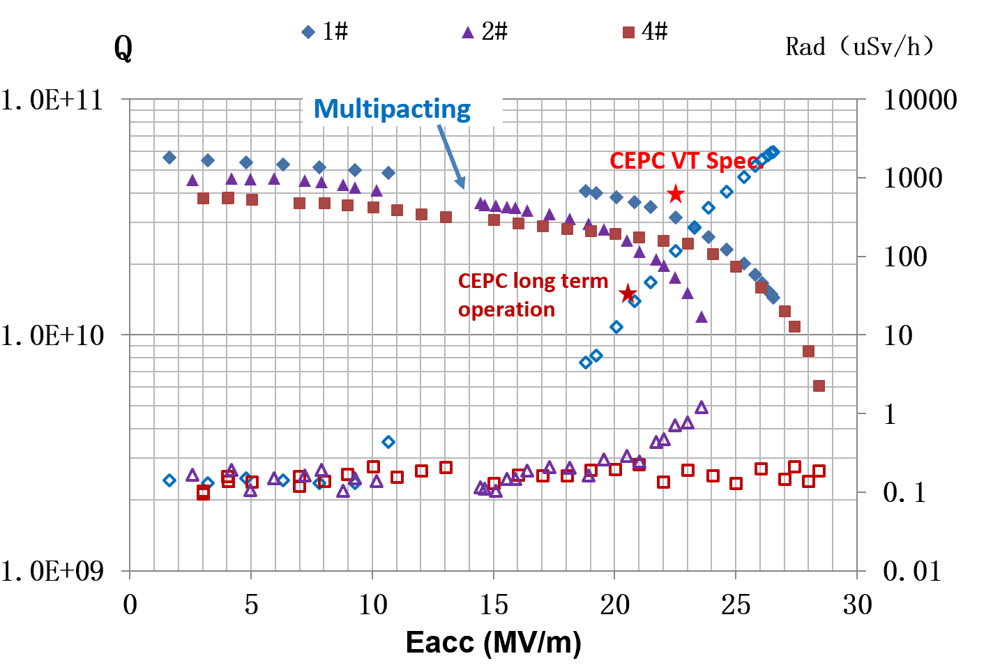 1# 2# 4#
Q
Rad（uSv/h）
1.0E+11
10000
Multipacting
CEPC VT Spec.
1000
CEPC long term
operation
100
1.0E+10
10
1
0.1
1.0E+09
0.01
0 5 10 15 20 25 30
Eacc (MV/m)